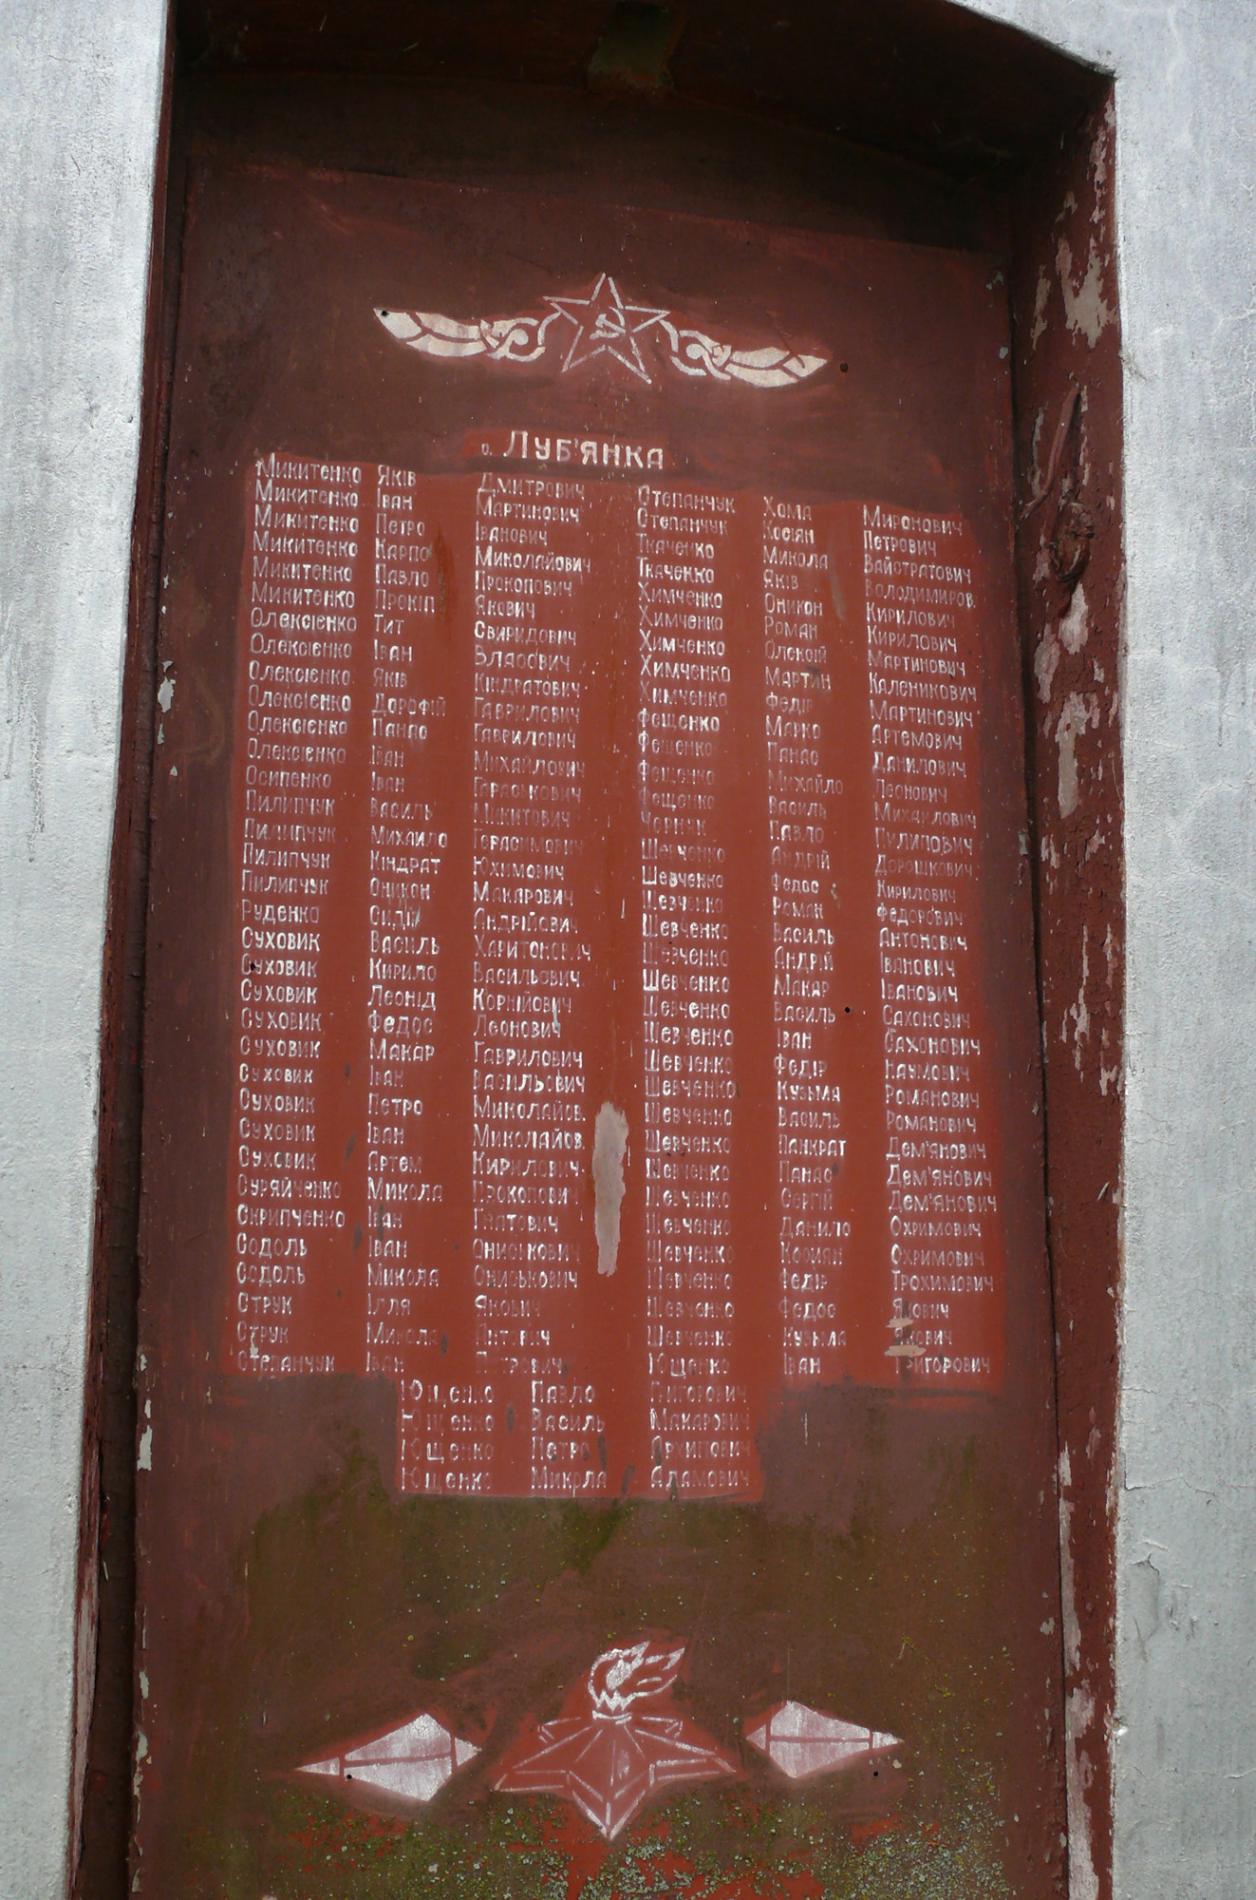 с. Луб'янка
Микитенко Яків Дмитрович
Микитенко Іван Мартинович
Микитенко Петро Іванович
Микитенко Карпо Миколайович
Микитенко Павло Прокопович
Микитенко Прокіп Якович
Олексієнко Тит Свиридович
Олексієнко Іван Власович
Олексієнко Яків Кіндратович
Олексієнко Дорофій Гаврилович
Олексієнко Панас Гаврилович
Олексієнко Іван Михайлович
Осипенко Іван Гараськович
Пилипчук Василь Микитович
Пилипчук Михайло Герасимович
Пилипчук Кіндрат Юхимович
Пилипчук Оникон Макарович
Руденко Андрійович
Суховик Василь Харитонович
Суховик Кирило Васильович
Суховик Леонід Корнійович
Суховик Федос Леонович
Суховик Макар Гаврилович
Суховик Іван Васильович
Суховик Петро Миколайов.
Суховик Іван Миколайов.
Суховик Артем Кирилович
Суряйченко Микола Прокопович
Скрипченко Іван Гнатович
Содоль Іван Ониськович
Содоль Микола Ониськович
Струк Ілля Якович
Струк Микола
Степанчук Іван Петрович
Степанчук Хома Миронович
Степанчук Косіян Петрович
Ткаченко Микола Вайстратович
Ткаченко Яків Володимиров.
Химченко Оникон Кирилович
Химченко Роман Кирилович
Химченко Олексій Мартинович
Химченко Мартин Каленикович
Химченко Федір Мартинович
Фещенко Марко Артемович
Фещенко Панас Данилович
Фещенко Михайло Леонович
Фещенко Василь Михайлович
Чорнук Павло Пилипович
Шевченко Андрій Дорошкович
Шевченко Федос Кирилович
Шевченко Роман Федорович
Шевченко Василь Антонович
Шевченко Андрій Іванович
Шевченко Макар Іванович
Шевченко Василь Сахонович
Шевченко Іван Сахонович
Шевченко Федір Наумович
Шевченко Кузьма Романович
Шевченко Василь Романович
Шевченко Панкрат Дем'янович
Шевченко Панас Дем'янович
Шевченко Сергій Дем'янович
Шевченко Данило Охримович
Шевченко Косиян Охримович
Шевченко Федір Трохимович
Шевченко Федос Якович
Шевченко Кузьма Якович
Ющенко Іван Григорович
Ющенко Павло Григорович
Ющенко Василь Макарович
Ющенко Петро Архипович
Ющенко Микола Адамович